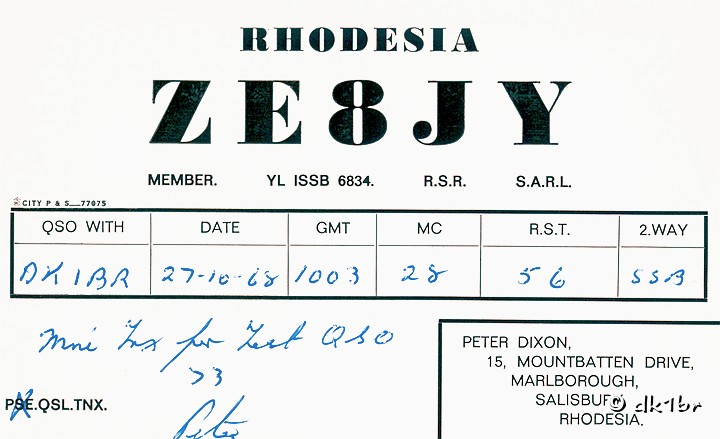 RHODESIA
ZE8JY
MEMBER. YL ISSB 6834. R.S.R. S.A.R.L.
CITY P & S__77075
QSO WITH DATE GMT MC R.S.T. 2.WAY
DK1BR 27-10-68 1003 28 56 SSB
Mni Tnx for Test QSO
73
PSE.QSL.TNX.
Peter
PETER DIXON,
15, MOUNTBATTEN DRIVE,
MARLBOROUGH,
SALISBURY
RHODESIA.
© dk1br